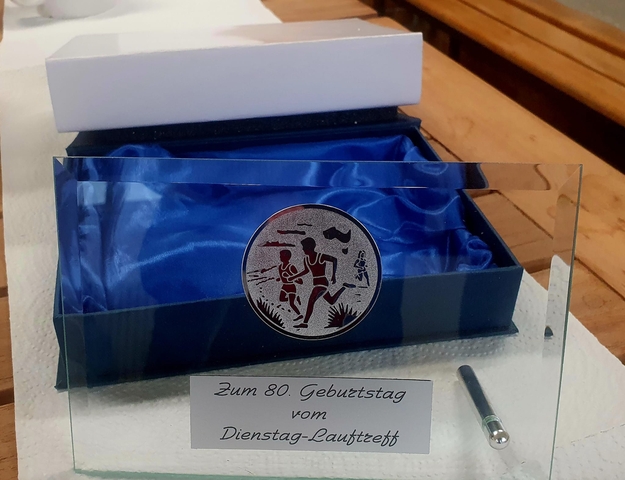 Zum 80. Geburtstag
vom
Dienstag-Lauftreff